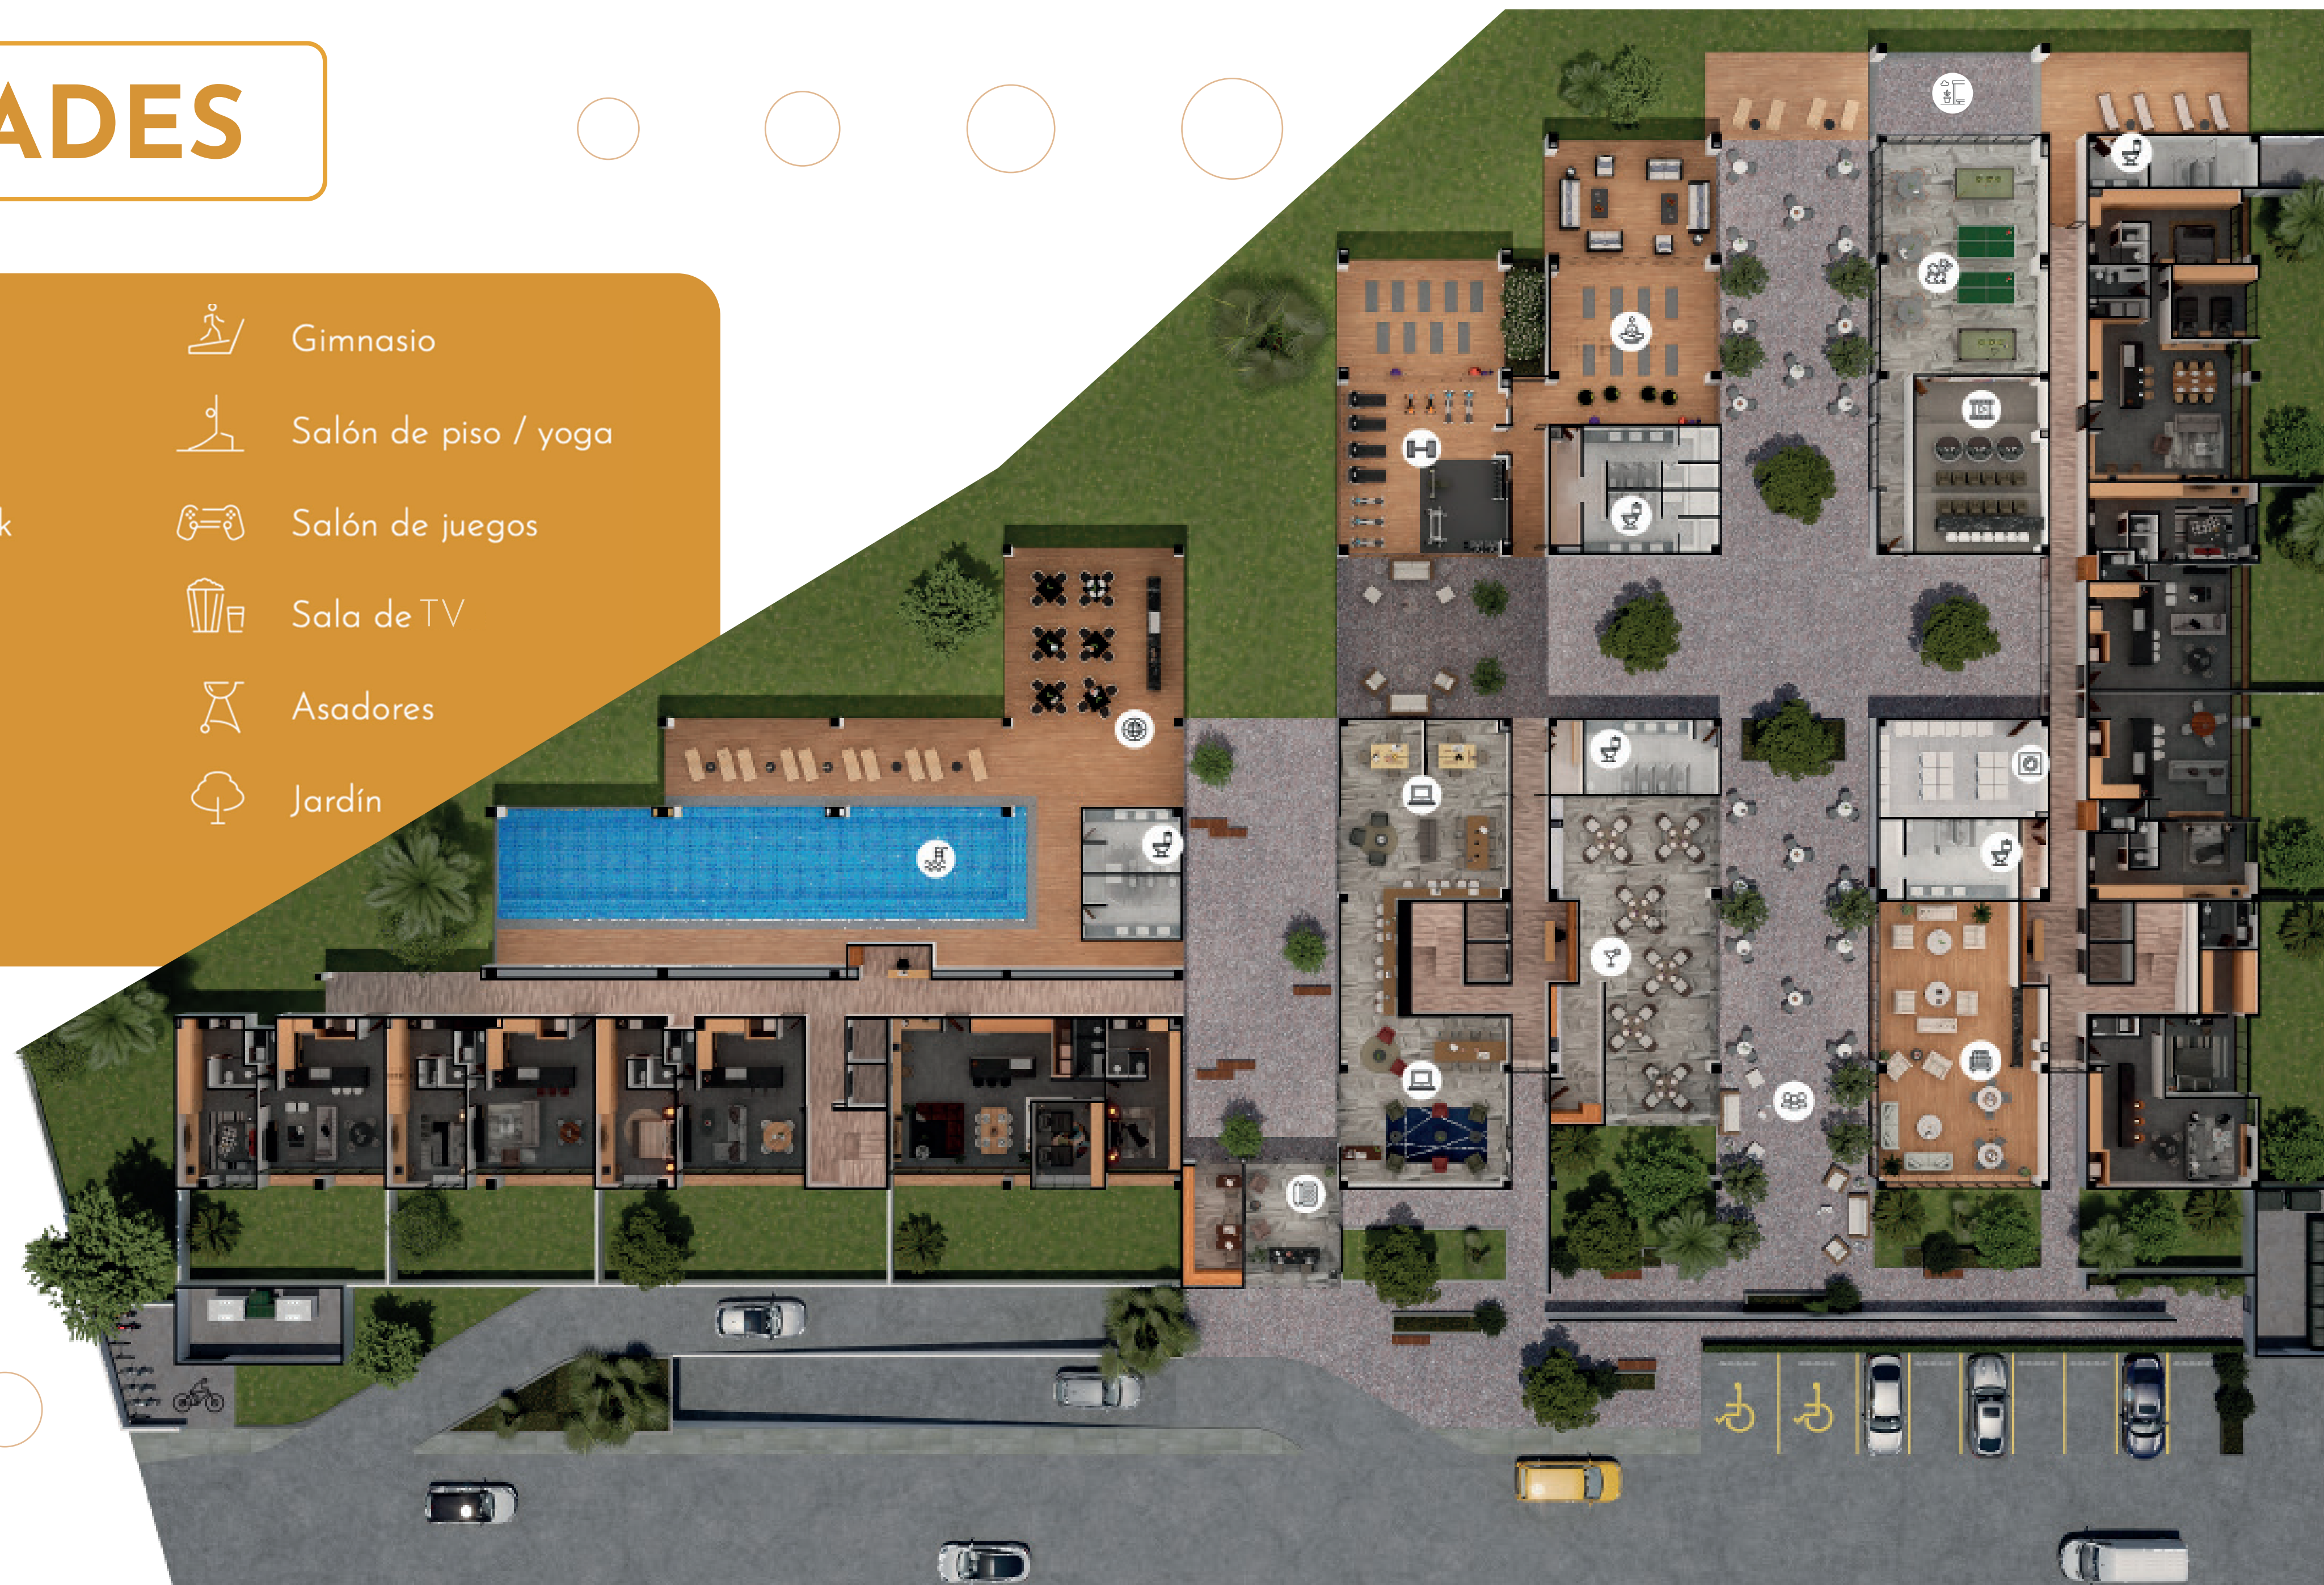 ADES
Gimnasio
Salón de piso / yoga
k
Salón de juegos
Sala de TV
Asadores
Jardín